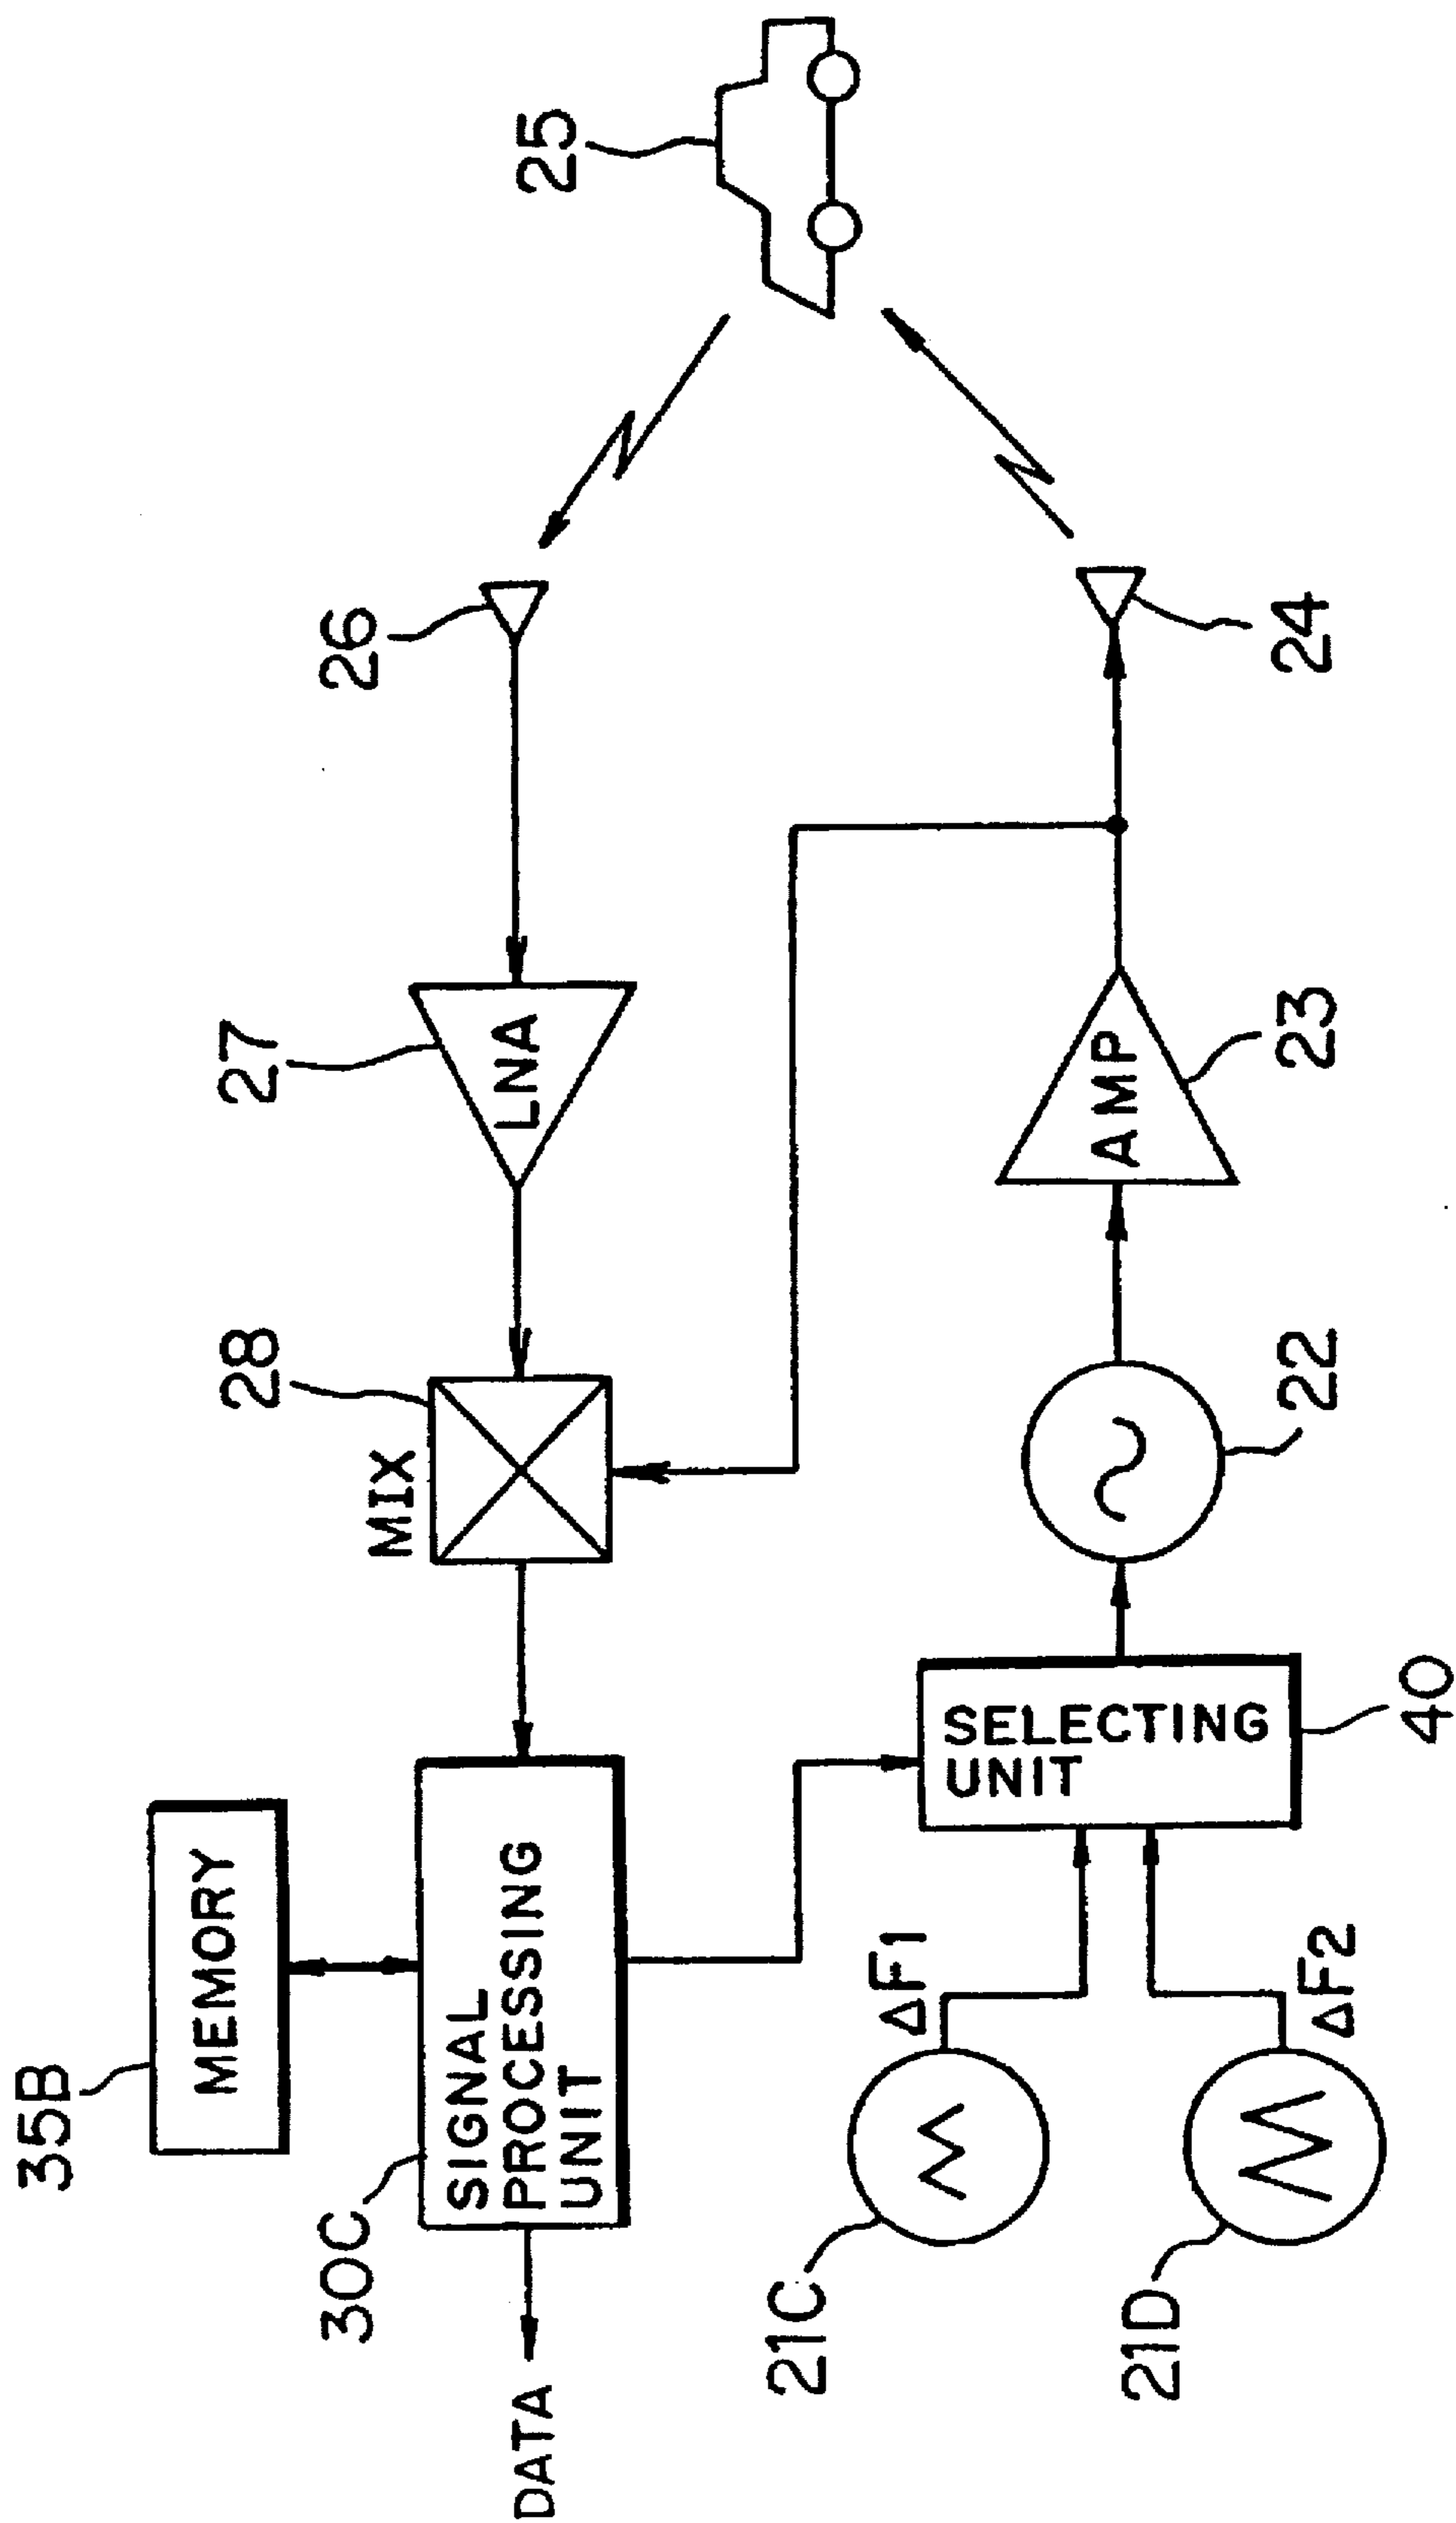 35B
MEMORY
30C
SIGNAL
PROCESSING
UNIT
DATA
MIX
28
27
LNA
26
25
21C
ΔF1
21D
ΔF2
SELECTING
UNIT
40
22
AMP
23
24